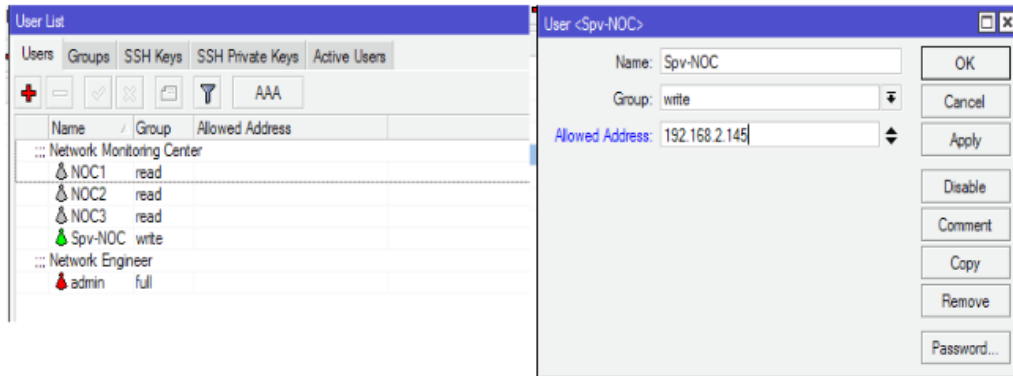 User List
Users Groups SSH Keys SSH Private Keys Active Users
AAA
Name Group Allowed Address
;;; Network Monitoring Center
NOC1 read
NOC2 read
NOC3 read
Spv-NOC write
;;; Network Engineer
admin full
User <Spv-NOC>
Name: Spv-NOC
Group: write
Allowed Address: 192.168.2.145
OK
Cancel
Apply
Disable
Comment
Copy
Remove
Password...